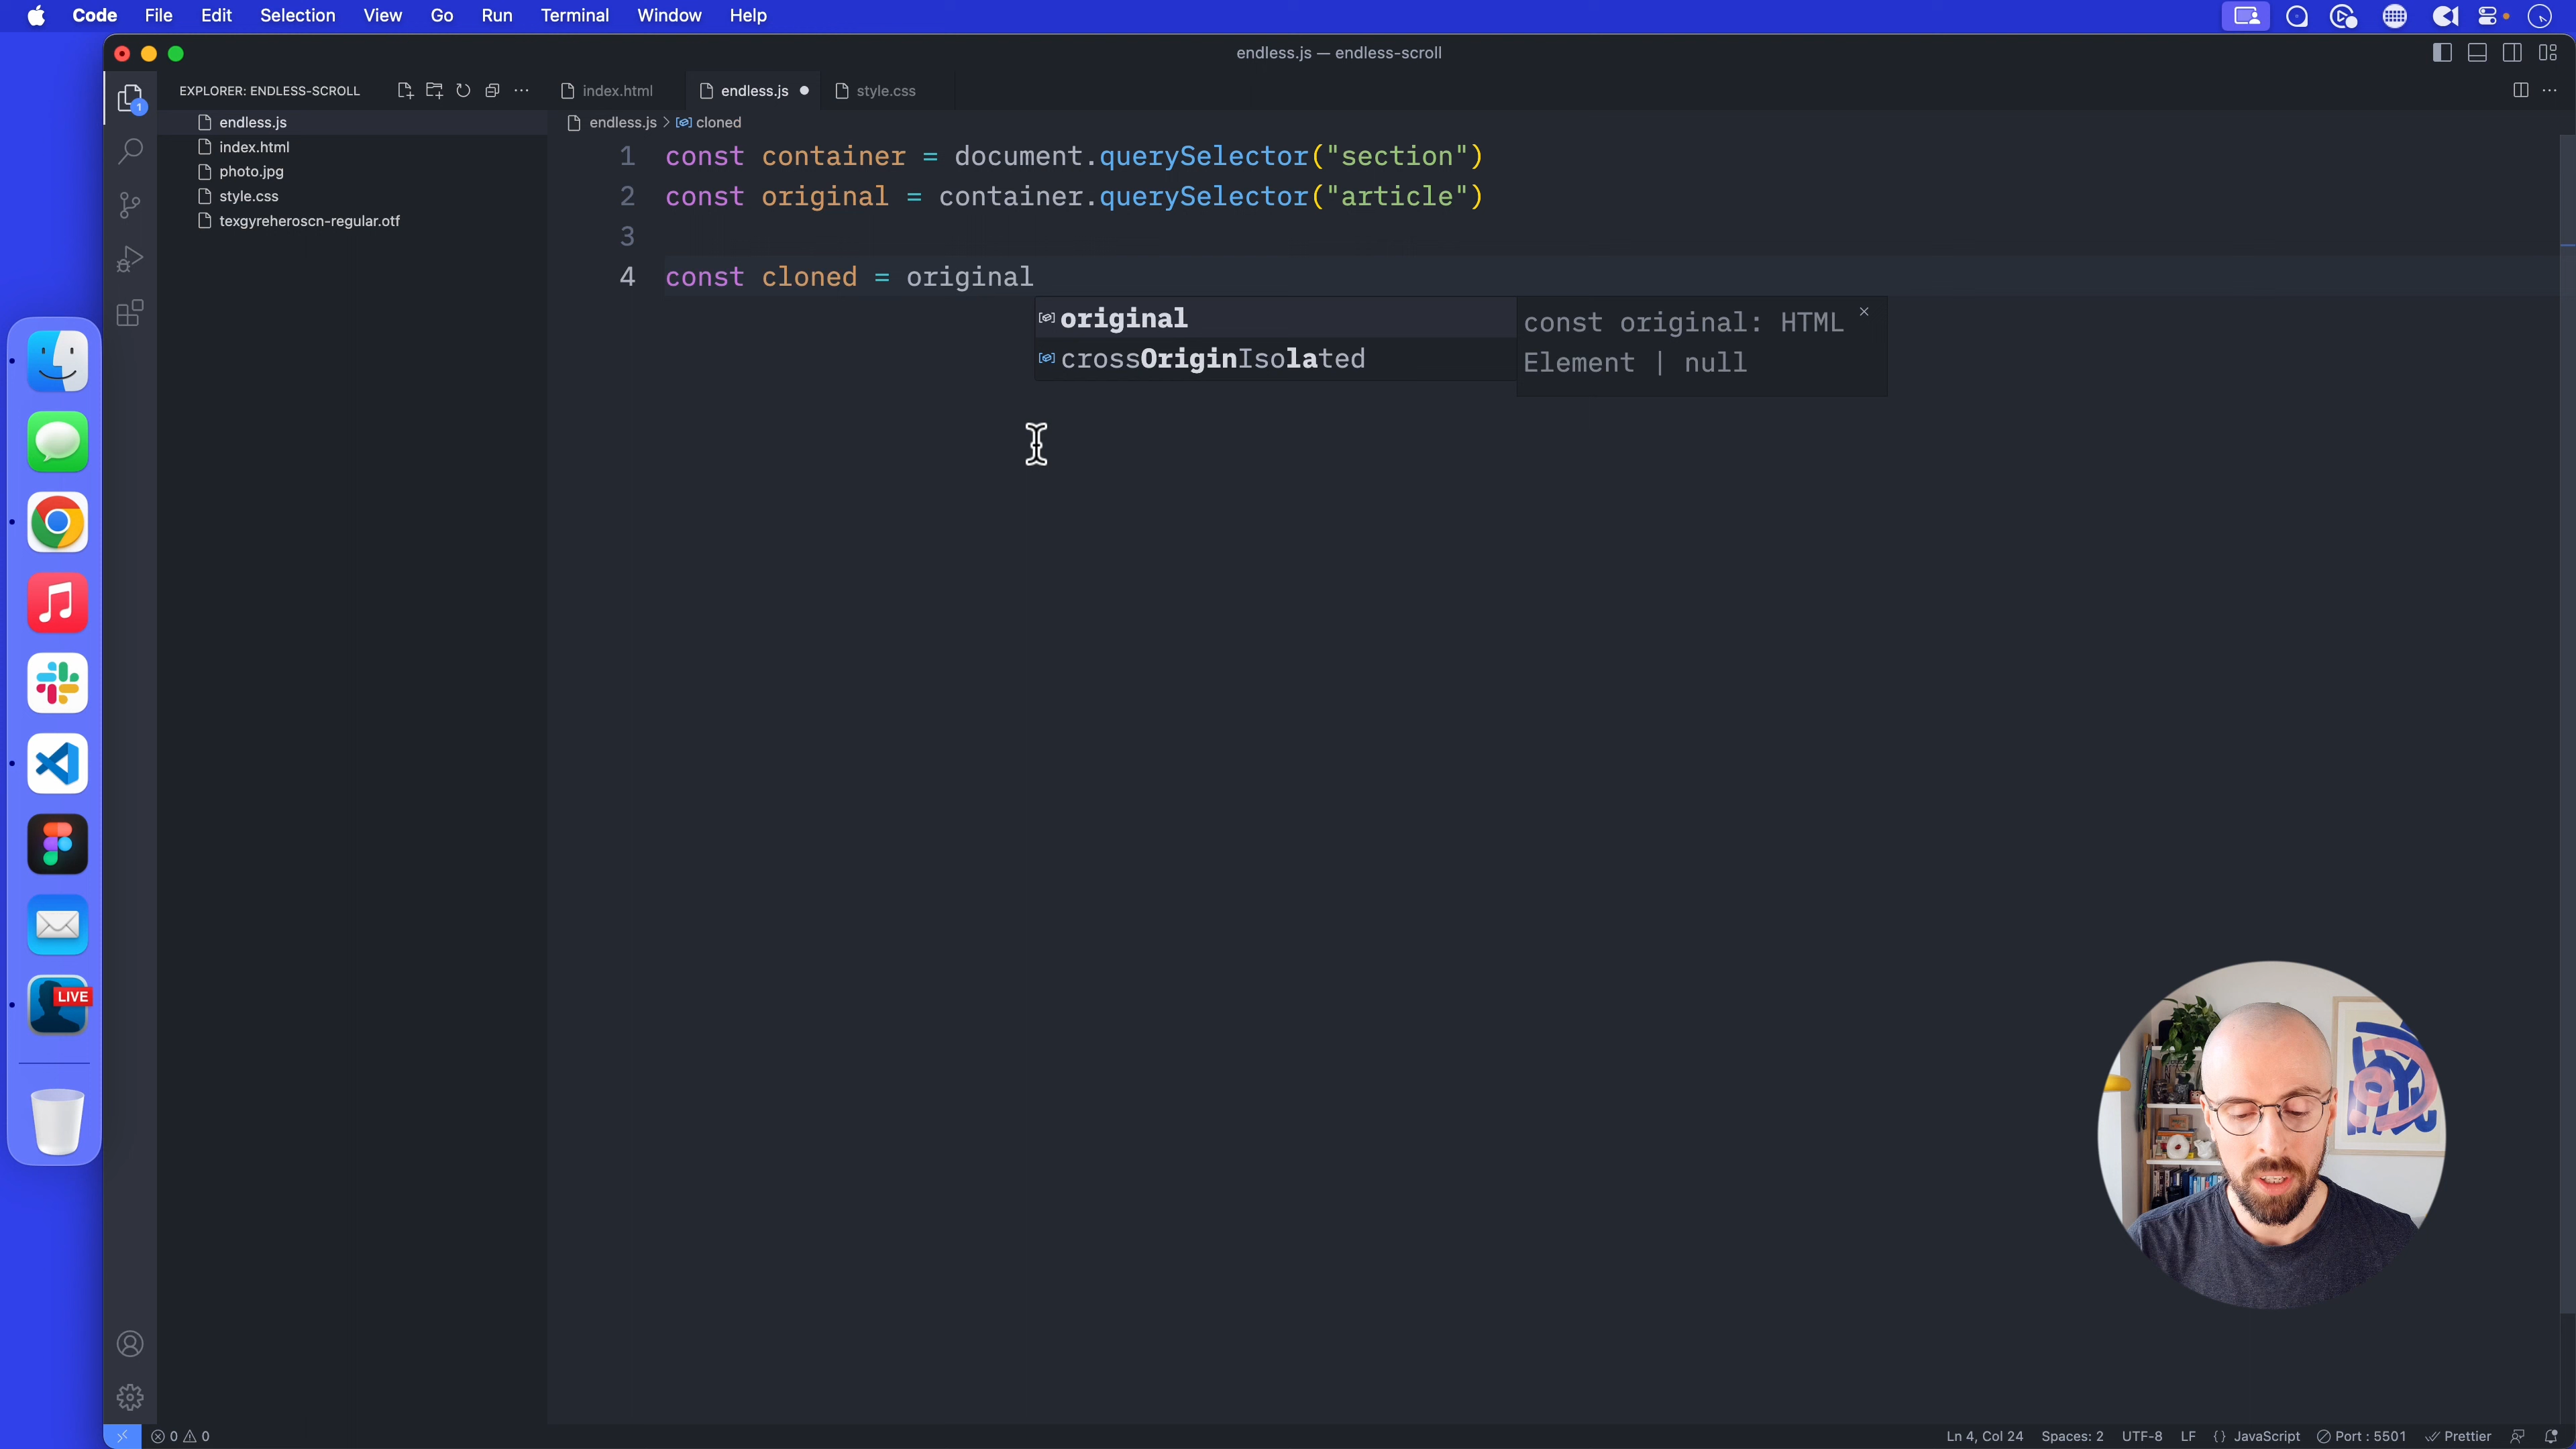 Code File Edit Selection View Go Run Terminal Window Help
endless.js — endless-scroll
EXPLORER: ENDLESS-SCROLL
index.html
endless.js
style.css
endless.js > cloned
1
endless.js
index.html
photo.jpg
style.css
texgyreheroscn-regular.otf
1 const container = document.querySelector("section")
2 const original = container.querySelector("article")
3
4 const cloned = original
original
crossOriginIsolated
const original: HTML
Element | null
LIVE
0 0
Ln 4, Col 24 Spaces: 2 UTF-8 LF {} JavaScript Port : 5501 Prettier